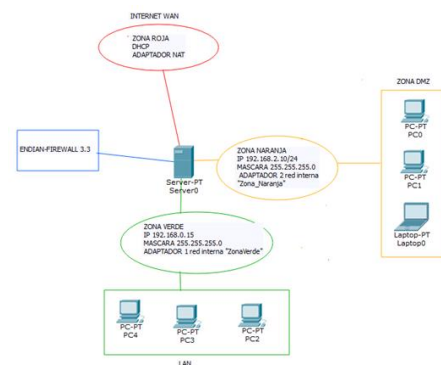 INTERNET WAN
ZONA ROJA
DHCP
ADAPTADOR NAT
ZONA DMZ
ENDIAN-FIREWALL 3.3
Server-PT
Server0
ZONA NARANJA
IP 192.168.2.10/24
MASCARA 255.255.255.0
ADAPTADOR 2 red interna
"Zona_Naranja"
PC-PT
PC0
PC-PT
PC1
Laptop-PT
Laptop0
ZONA VERDE
IP 192.168.0.15
MASCARA 255.255.255.0
ADAPTADOR 1 red interna "ZonaVerde"
PC-PT
PC4
PC-PT
PC3
PC-PT
PC2
LAN